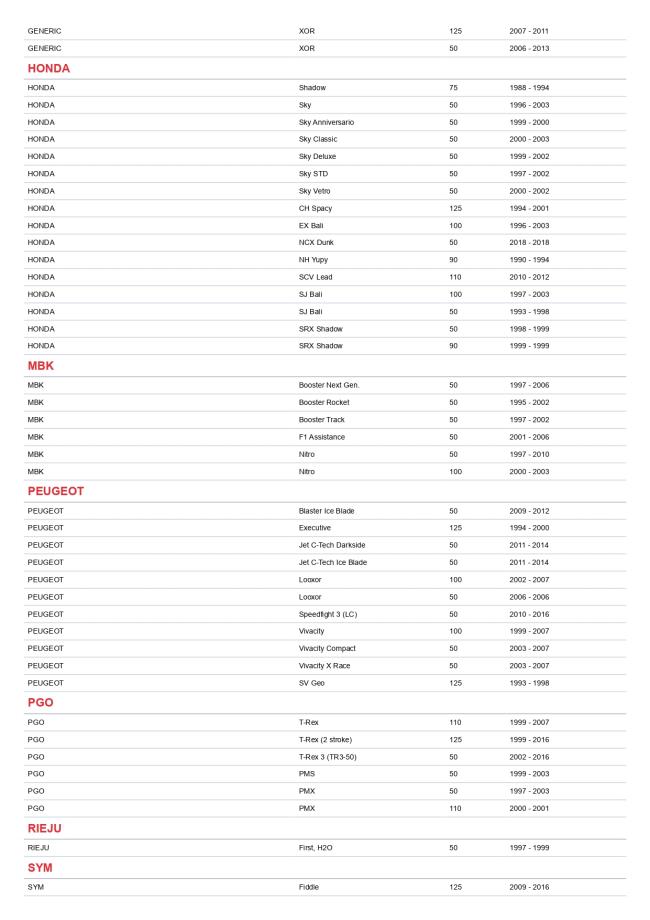 GENERIC XOR 125 2007 - 2011
GENERIC XOR 50 2006 - 2013
HONDA
HONDA Shadow 75 1988 - 1994
HONDA Sky 50 1996 - 2003
HONDA Sky Anniversario 50 1999 - 2000
HONDA Sky Classic 50 2000 - 2003
HONDA Sky Deluxe 50 1999 - 2002
HONDA Sky STD 50 1997 - 2002
HONDA Sky Vetro 50 2000 - 2002
HONDA CH Spacy 125 1994 - 2001
HONDA EX Bali 100 1996 - 2003
HONDA NCX Dunk 50 2018 - 2018
HONDA NH Yupy 90 1990 - 1994
HONDA SCV Lead 110 2010 - 2012
HONDA SJ Bali 100 1997 - 2003
HONDA SJ Bali 50 1993 - 1998
HONDA SRX Shadow 50 1998 - 1999
HONDA SRX Shadow 90 1999 - 1999
MBK
MBK Booster Next Gen. 50 1997 - 2006
MBK Booster Rocket 50 1995 - 2002
MBK Booster Track 50 1997 - 2002
MBK F1 Assistance 50 2001 - 2006
MBK Nitro 50 1997 - 2010
MBK Nitro 100 2000 - 2003
PEUGEOT
PEUGEOT Blaster Ice Blade 50 2009 - 2012
PEUGEOT Executive 125 1994 - 2000
PEUGEOT Jet C-Tech Darkside 50 2011 - 2014
PEUGEOT Jet C-Tech Ice Blade 50 2011 - 2014
PEUGEOT Looxor 100 2002 - 2007
PEUGEOT Looxor 50 2006 - 2006
PEUGEOT Speedfight 3 (LC) 50 2010 - 2016
PEUGEOT Vivacity 100 1999 - 2007
PEUGEOT Vivacity Compact 50 2003 - 2007
PEUGEOT Vivacity X Race 50 2003 - 2007
PEUGEOT SV Geo 125 1993 - 1998
PGO
PGO T-Rex 110 1999 - 2007
PGO T-Rex (2 stroke) 125 1999 - 2016
PGO T-Rex 3 (TR3-50) 50 2002 - 2016
PGO PMS 50 1999 - 2003
PGO PMX 50 1997 - 2003
PGO PMX 110 2000 - 2001
RIEJU
RIEJU First, H2O 50 1997 - 1999
SYM
SYM Fiddle 125 2009 - 2016